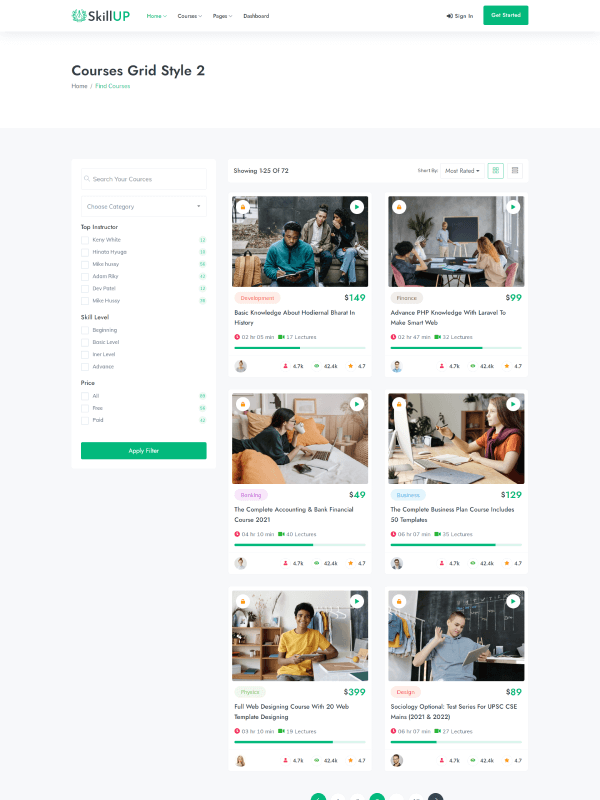 SkillUP
Home
Courses
Pages
Dashboard
Sign In
Get Started
Courses Grid Style 2
Home / Find Courses
Search Your Cources
Choose Category
Top Instructor
Keny White 12
Hinata Hyuga
Mike hussy
Adam Riky
Dev Patel 12
Mike Hussy
Skill Level
Beginning
Basic Level
Iner Level
Advance
Price
All
Free
Paid
Apply Filter
Showing 1-25 Of 72
Short By:
Most Rated
Development
$149
Basic Knowledge About Hodiernal Bharat In
History
02 hr 05 min 17 Lectures
4.7k 42.4k 4.7
Finance
$99
Advance PHP Knowledge With Laravel To
Make Smart Web
02 hr 47 min 32 Lectures
4.7k 42.4k 4.7
Banking
$49
The Complete Accounting & Bank Financial
Course 2021
04 hr 10 min 40 Lectures
4.7k 42.4k 4.7
Business
$129
The Complete Business Plan Course Includes
50 Templates
06 hr 07 min 35 Lectures
4.7k 42.4k 4.7
Physics
$399
Full Web Designing Course With 20 Web
Template Designing
03 hr 10 min 19 Lectures
4.7k 42.4k 4.7
Design
$89
Sociology Optional: Test Series For UPSC CSE
Mains (2021 & 2022)
06 hr 07 min 27 Lectures
4.7k 42.4k 4.7